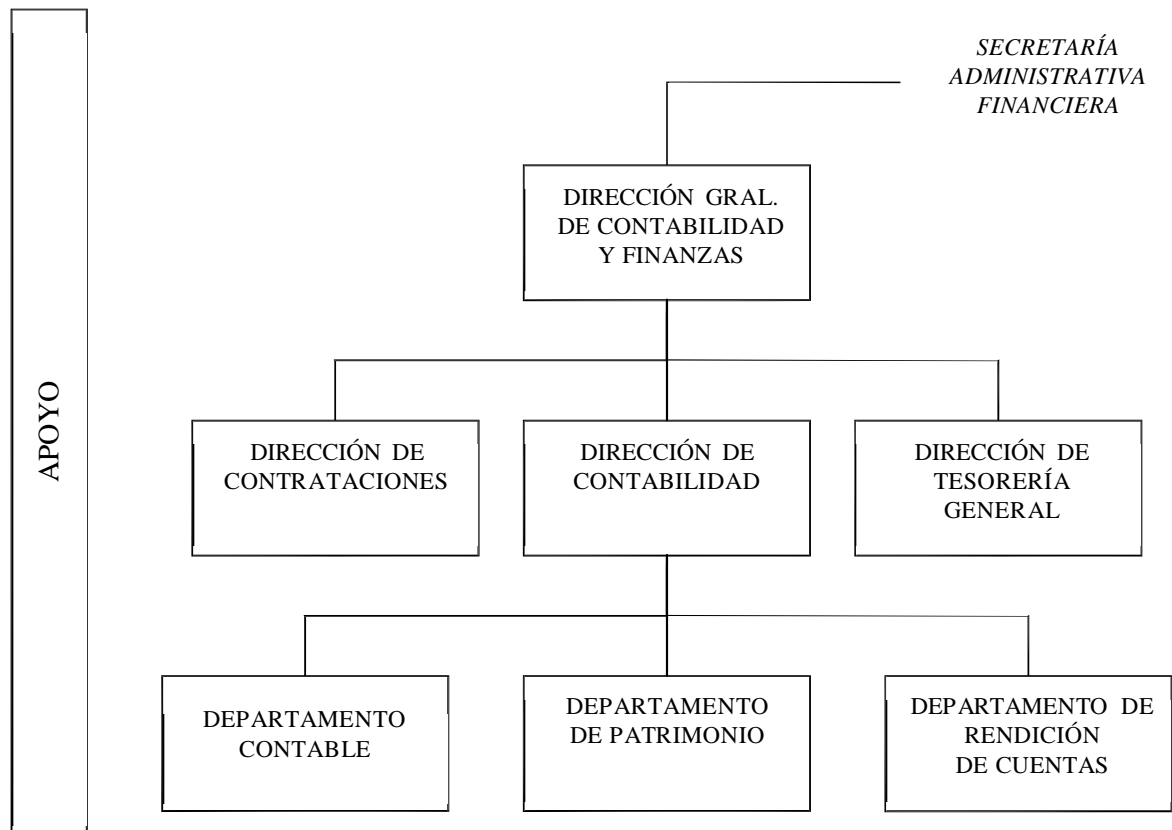 SECRETARÍA
ADMINISTRATIVA
FINANCIERA
DIRECCIÓN GRAL.
DE CONTABILIDAD
Y FINANZAS
APOYO
DIRECCIÓN DE
CONTRATACIONES
DIRECCIÓN DE
CONTABILIDAD
DIRECCIÓN DE
TESORERÍA
GENERAL
DEPARTAMENTO
CONTABLE
DEPARTAMENTO
DE PATRIMONIO
DEPARTAMENTO DE
RENDICIÓN
DE CUENTAS